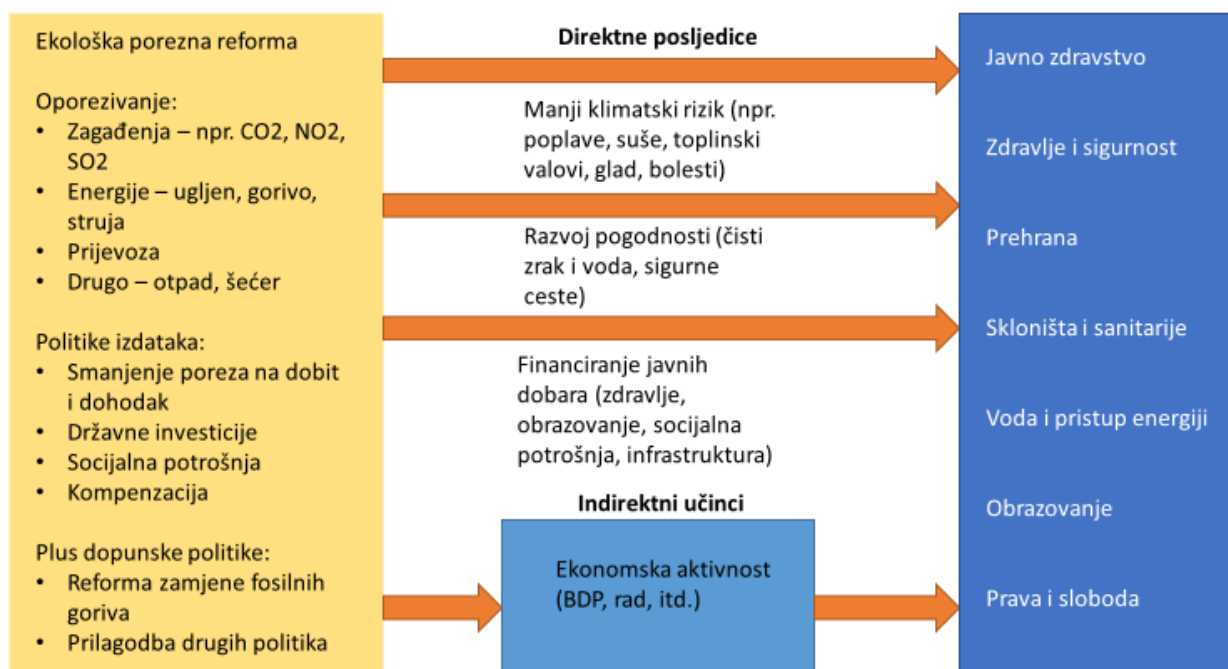 Ekološka porezna reforma
Oporezivanje:
• Zagađenja – npr. CO2, NO2,
SO2
• Energije – ugljen, gorivo,
struja
• Prijevoza
• Drugo – otpad, šećer
Politike izdataka:
• Smanjenje poreza na dobit
i dohodak
• Državne investicije
• Socijalna potrošnja
• Kompenzacija
Plus dopunske politike:
• Reforma zamjene fosilnih
goriva
• Prilagodba drugih politika
Direktne posljedice
Manji klimatski rizik (npr.
poplave, suše, toplinski
valovi, glad, bolesti)
Razvoj pogodnosti (čisti
zrak i voda, sigurne
ceste)
Financiranje javnih
dobara (zdravlje,
obrazovanje, socijalna
potrošnja, infrastruktura)
Indirektni učinci
Ekonomska aktivnost
(BDP, rad, itd.)
Javno zdravstvo
Zdravlje i sigurnost
Prehrana
Skloništa i sanitarije
Voda i pristup energiji
Obrazovanje
Prava i sloboda